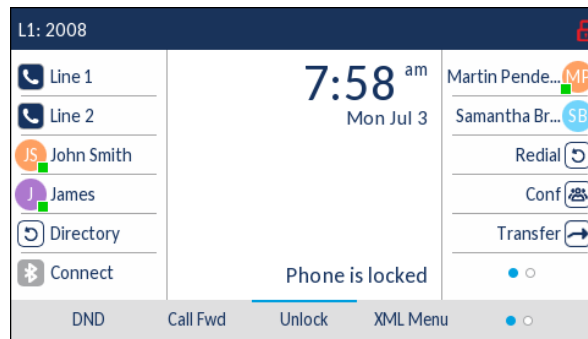 L1: 2008
Line 1
Line 2
JS John Smith
J James
Directory
Connect
7:58 am
Mon Jul 3
Phone is locked
Martin Pende... MP
Samantha Br... SB
Redial
Conf
Transfer
DND Call Fwd Unlock XML Menu